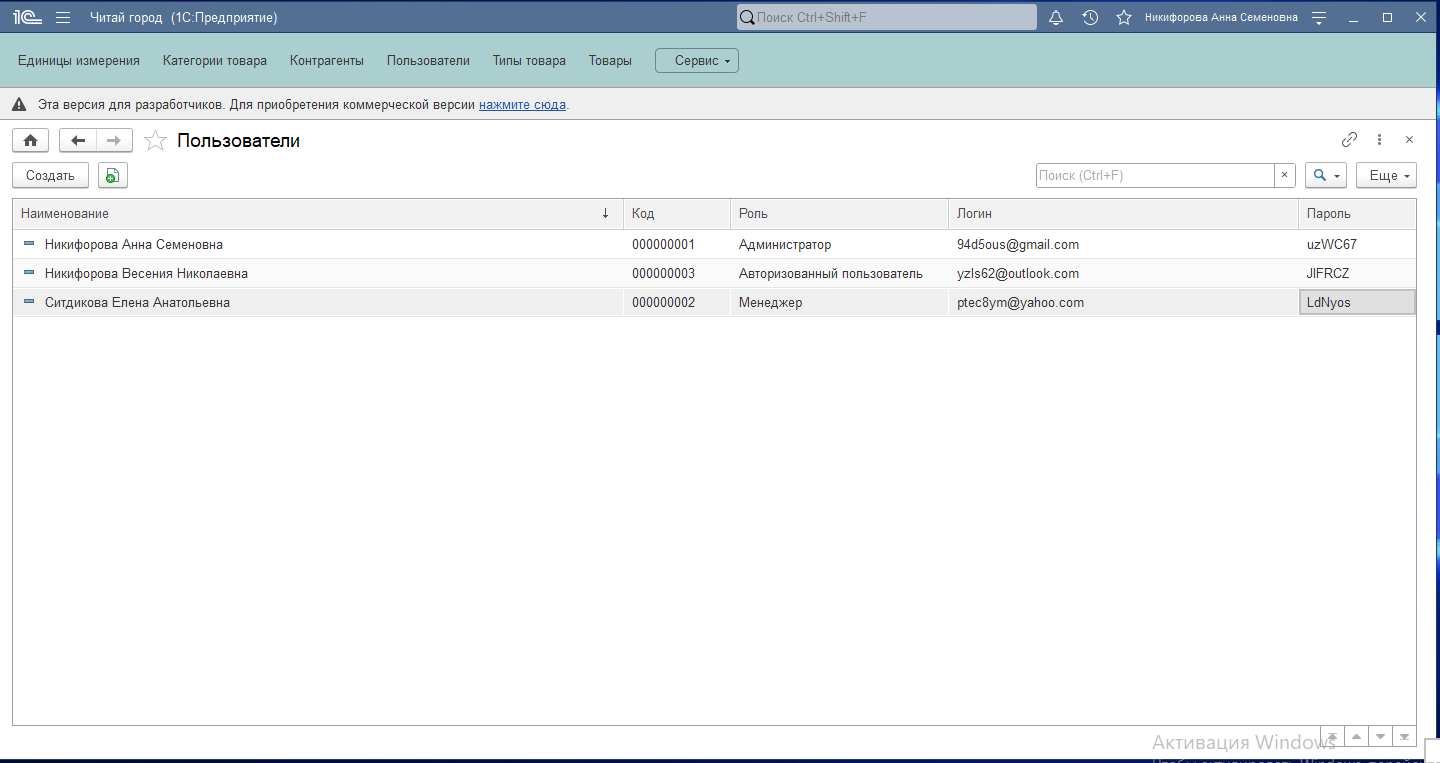 1С Читай город (1С:Предприятие) Поиск Ctrl+Shift+F Никифорова Анна Семеновна
Единицы измерения Категории товара Контрагенты Пользователи Типы товара Товары Сервис
Эта версия для разработчиков. Для приобретения коммерческой версии нажмите сюда.
Пользователи
Создать Поиск (Ctrl+F) × Еще
Наименование ↓ Код Роль Логин Пароль
Никифорова Анна Семеновна 000000001 Администратор 94d5ous@gmail.com uzWC67
Никифорова Весения Николаевна 000000003 Авторизованный пользователь yzls62@outlook.com JlFRCZ
Ситдикова Елена Анатольевна 000000002 Менеджер ptec8ym@yahoo.com LdNyos
Активация Windows